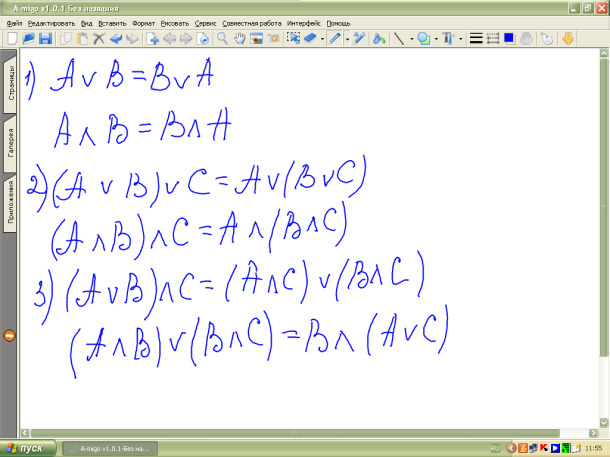 A-migo v1.0.1-Без названия
Файл Редактировать Вид Вставить Формат Рисовать Сервис Совместная работа Интерфейс Помощь
Страницы
Галерея
Приложения
1) A∨B=B∨A
A∧B=B∧A
2) (A∨B)∨C=A∨(B∨C)
(A∧B)∧C=A∧(B∧C)
3) (A∨B)∧C=(A∧C)∨(B∧C)
(A∧B)∨(B∧C)=B∧(A∨C)
пуск A-migo v1.0.1-Без на... RU 11:55